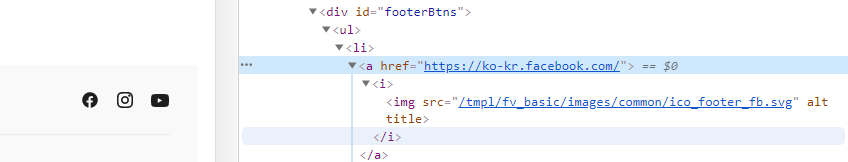 <div id="footerBtns">
<ul>
<li>
<a href="https://ko-kr.facebook.com/"> == $0
<i>
<img src="/tmpl/fv_basic/images/common/ico_footer_fb.svg" alt
title>
</i>
</a>